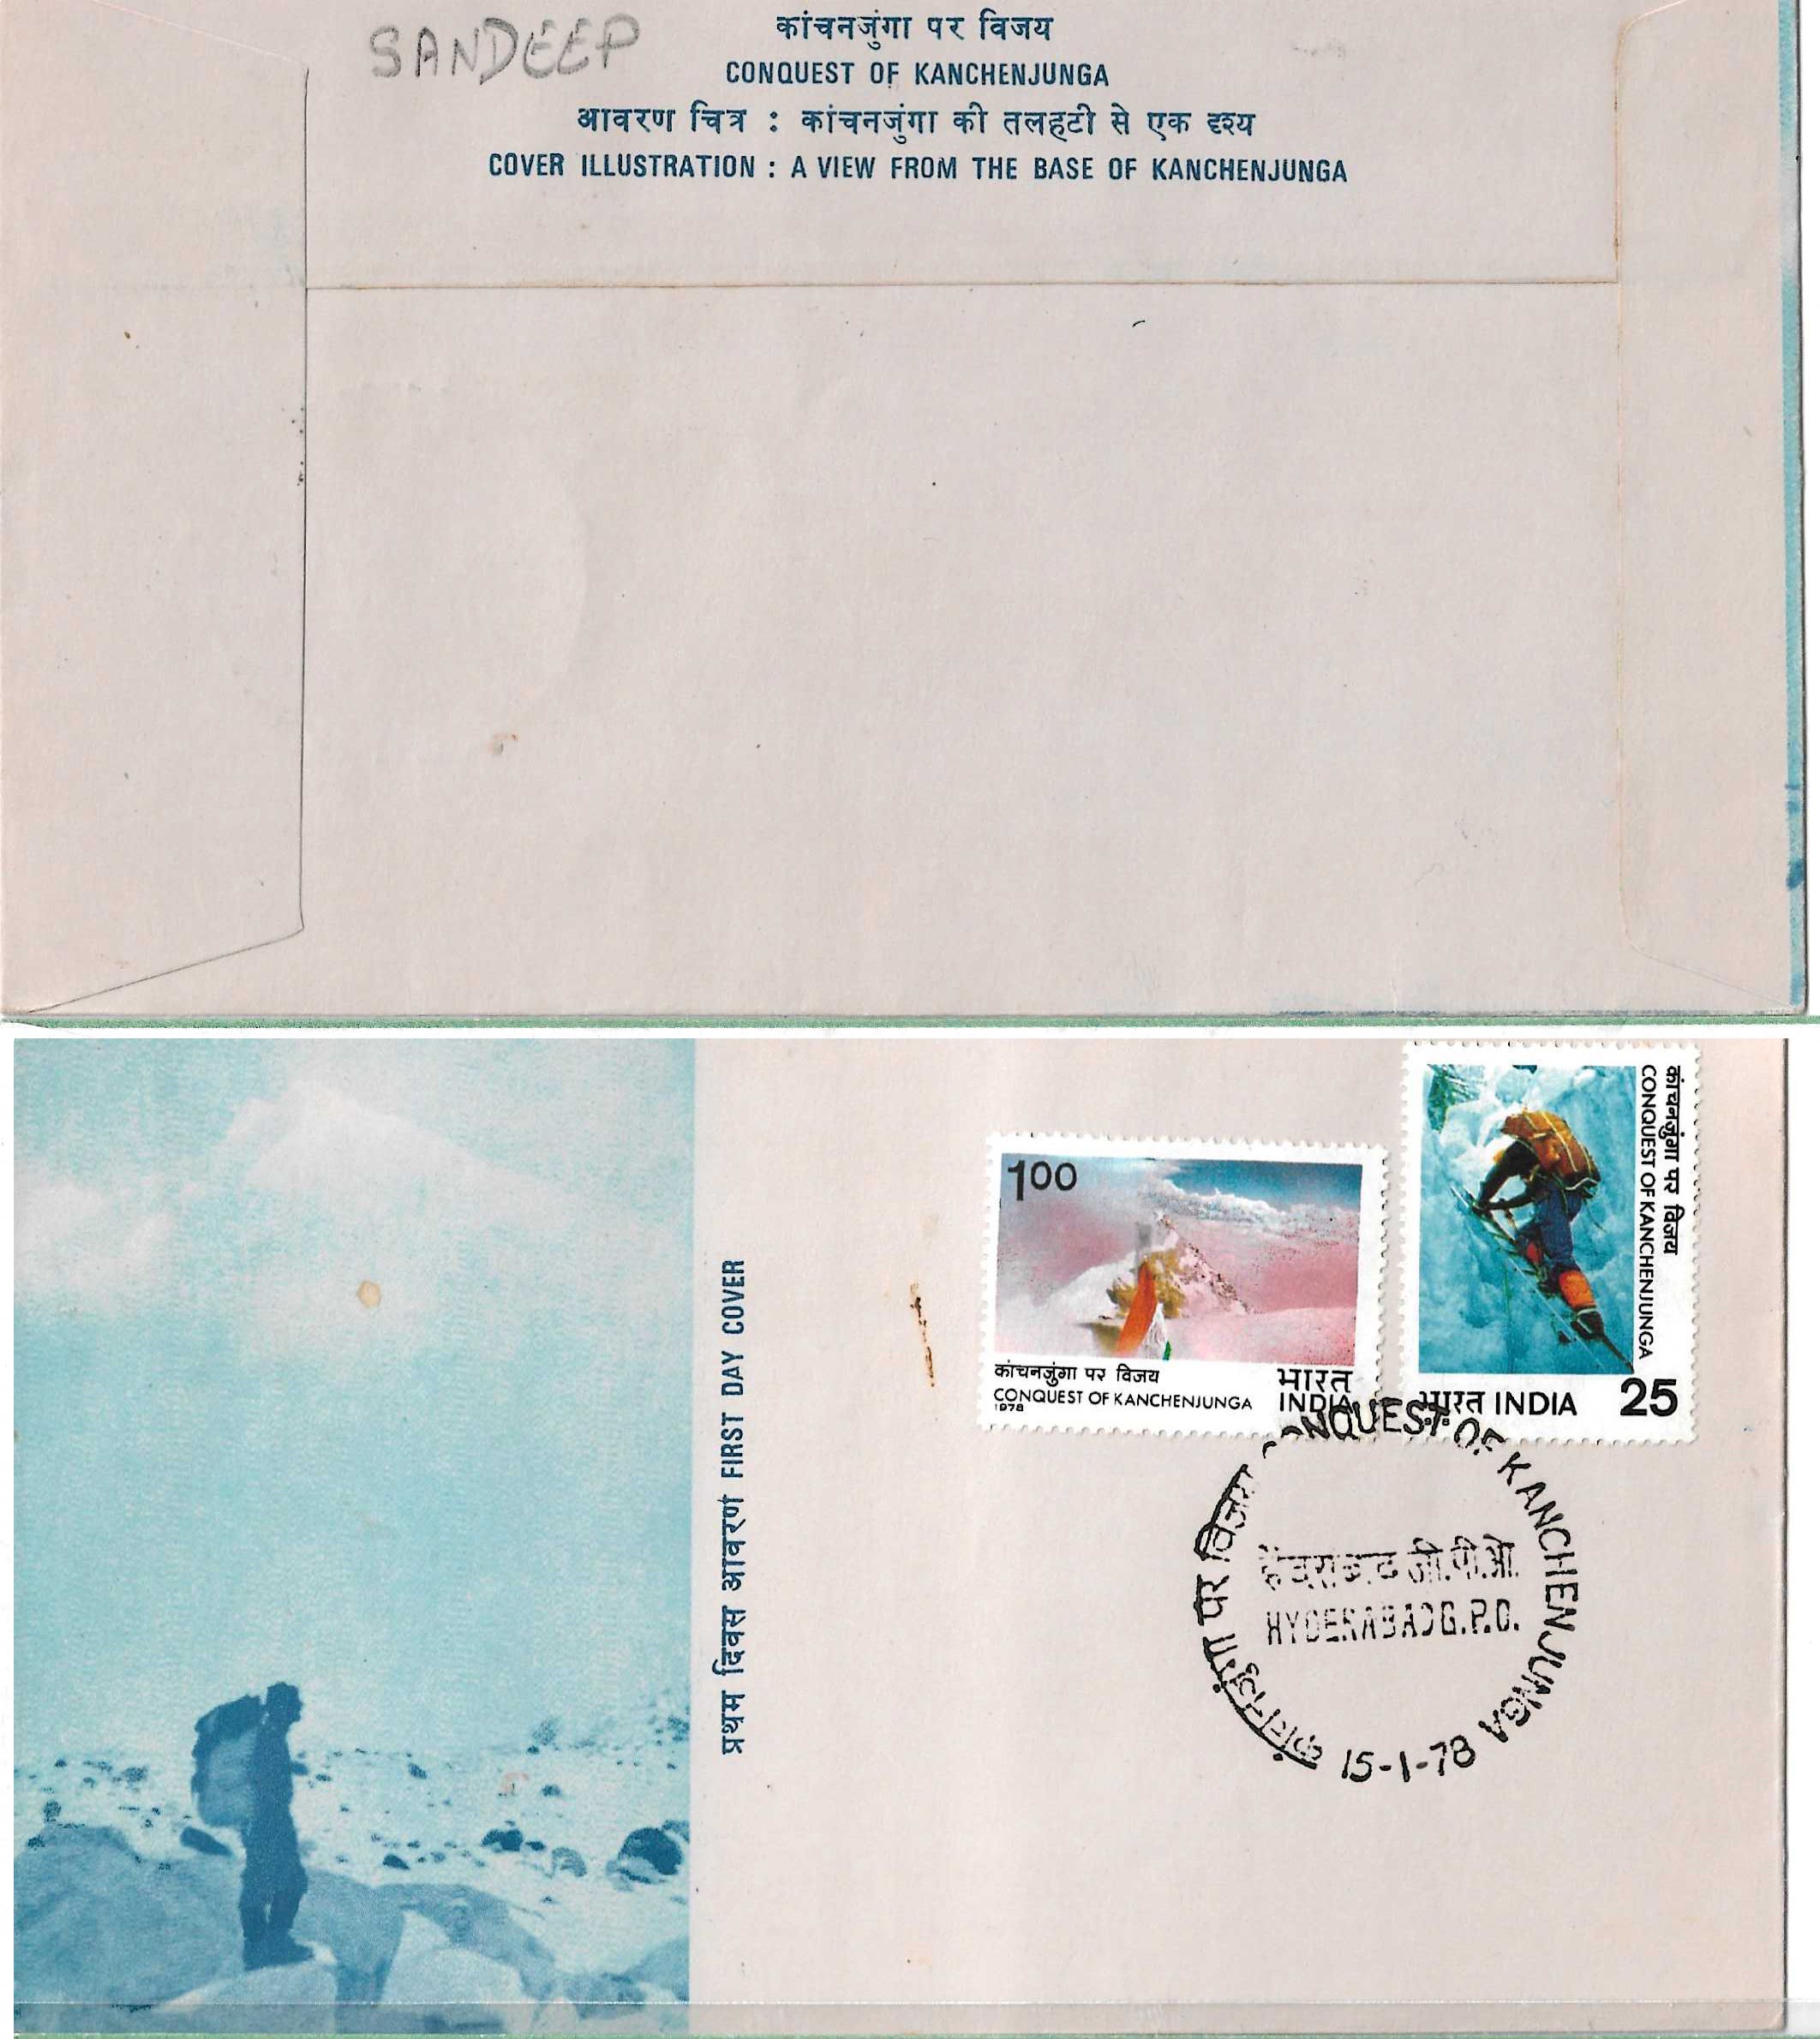 SANDEEP
कांचनजुंगा पर विजय
CONQUEST OF KANCHENJUNGA
आवरण चित्र : कांचनजुंगा की तलहटी से एक दृश्य
COVER ILLUSTRATION : A VIEW FROM THE BASE OF KANCHENJUNGA
प्रथम दिवस आवरण FIRST DAY COVER
100
कांचनजुंगा पर विजय
CONQUEST OF KANCHENJUNGA
1978
भारत
INDIA
कांचनजुंगा पर विजय
CONQUEST OF KANCHENJUNGA
भारत INDIA 25
कांचनजुंगा पर विजय CONQUEST OF KANCHENJUNGA
हैदराबाद जी.पी.ओ.
HYDERABAD G.P.O.
15-1-78